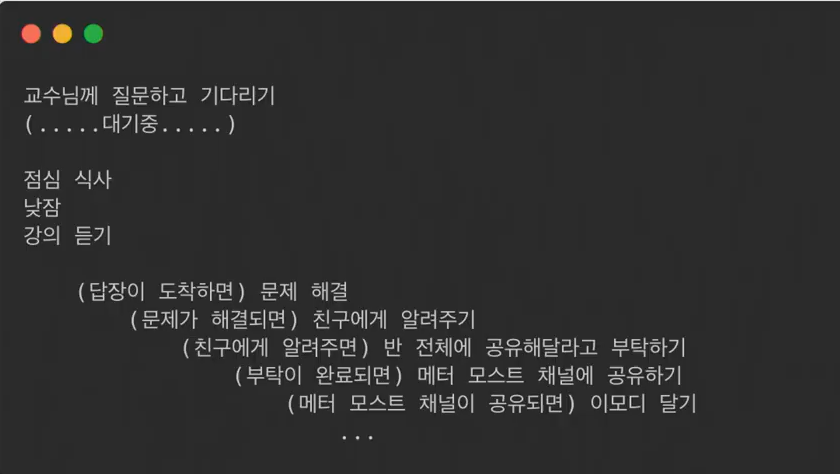 교수님께 질문하고 기다리기
(.....대기중.....)
점심 식사
낮잠
강의 듣기
(답장이 도착하면) 문제 해결
(문제가 해결되면) 친구에게 알려주기
(친구에게 알려주면) 반 전체에 공유해달라고 부탁하기
(부탁이 완료되면) 메터 모스트 채널에 공유하기
(메터 모스트 채널이 공유되면) 이모디 달기
...